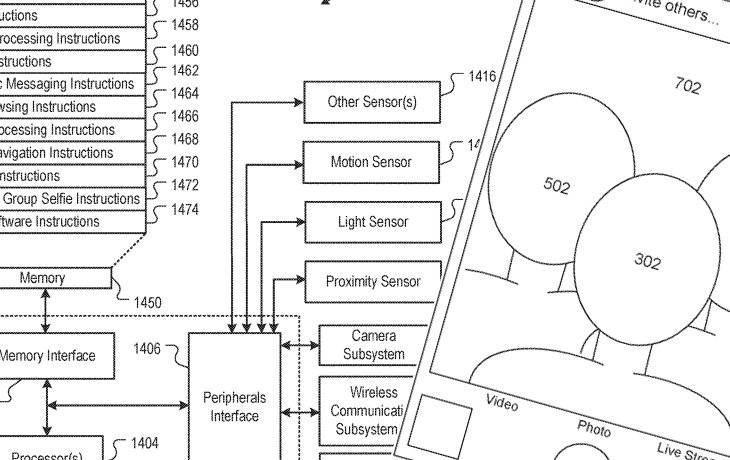 1456
uctions
1458
rocessing Instructions
1460
structions
1462
c Messaging Instructions
1464
wsing Instructions
1466
ocessing Instructions
1468
avigation Instructions
1470
nstructions
1472
Group Selfie Instructions
1474
ftware Instructions
Memory
1450
Memory Interface
1406
Peripherals
Interface
1404
Processor(s)
1416
Other Sensor(s)
Motion Sensor
Light Sensor
Proximity Sensor
Camera
Subsystem
Wireless
Communicati
Subsystem
vite others...
702
502
302
Video
Photo
Live Stre